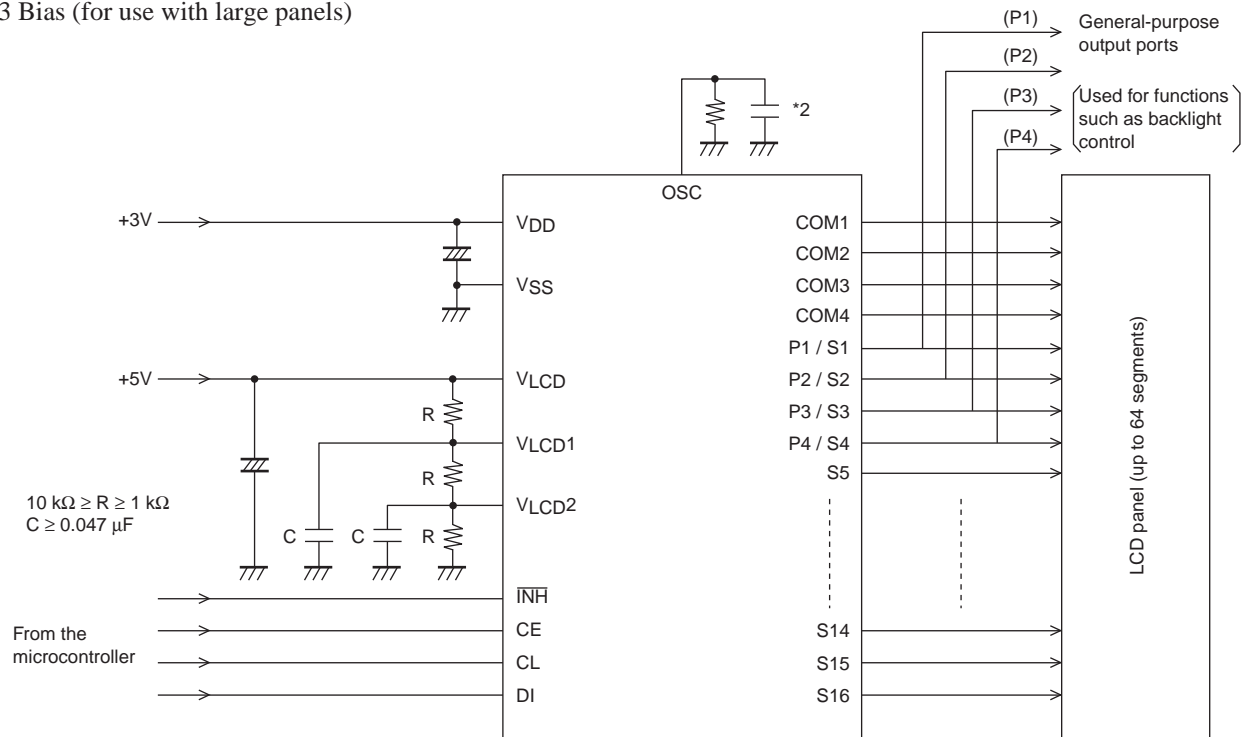 3 Bias (for use with large panels)
(P1)
General-purpose
output ports
(P2)
(P3)
Used for functions
such as backlight
control
(P4)
*2
OSC
+3V
VDD
VSS
+5V
VLCD
R
VLCD1
R
VLCD2
R
C
C
10 kΩ ≥ R ≥ 1 kΩ
C ≥ 0.047 μF
INH
From the
microcontroller
CE
CL
DI
COM1
COM2
COM3
COM4
P1 / S1
P2 / S2
P3 / S3
P4 / S4
S5
S14
S15
S16
LCD panel (up to 64 segments)